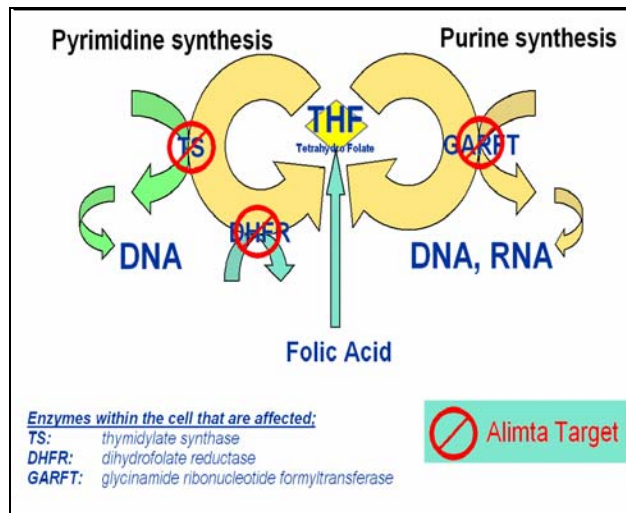 Pyrimidine synthesis
Purine synthesis
THF
Tetrahydro Folate
TS
GARFT
DHFR
DNA
DNA, RNA
Folic Acid
Enzymes within the cell that are affected;
TS: thymidylate synthase
DHFR: dihydrofolate reductase
GARFT: glycinamide ribonucleotide formyltransferase
Alimta Target